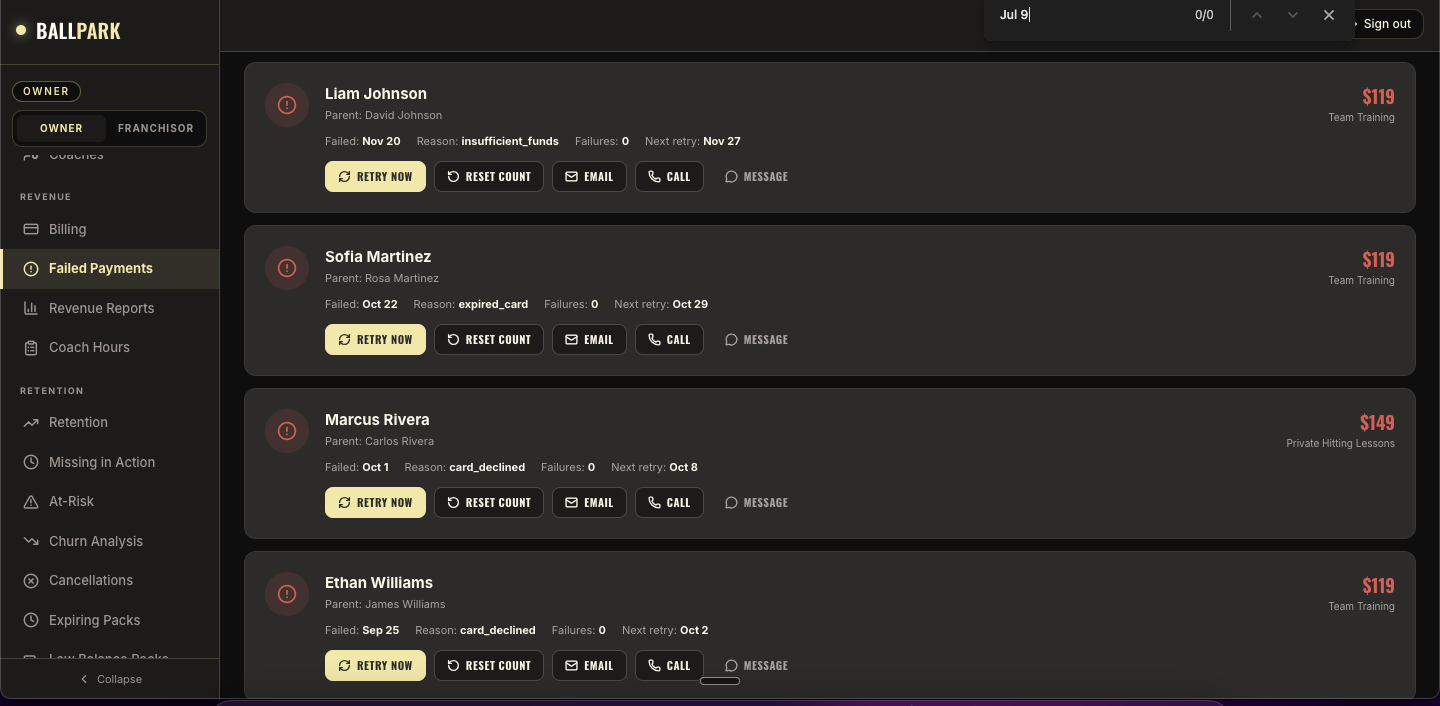 BALLPARK
Jul 9
0/0
Sign out
OWNER
OWNER FRANCHISOR
Coaches
REVENUE
Billing
Failed Payments
Revenue Reports
Coach Hours
RETENTION
Retention
Missing in Action
At-Risk
Churn Analysis
Cancellations
Expiring Packs
Low Balance Packs
Collapse
Liam Johnson
$119
Parent: David Johnson
Team Training
Failed: Nov 20 Reason: insufficient_funds Failures: 0 Next retry: Nov 27
RETRY NOW RESET COUNT EMAIL CALL MESSAGE
Sofia Martinez
$119
Parent: Rosa Martinez
Team Training
Failed: Oct 22 Reason: expired_card Failures: 0 Next retry: Oct 29
RETRY NOW RESET COUNT EMAIL CALL MESSAGE
Marcus Rivera
$149
Parent: Carlos Rivera
Private Hitting Lessons
Failed: Oct 1 Reason: card_declined Failures: 0 Next retry: Oct 8
RETRY NOW RESET COUNT EMAIL CALL MESSAGE
Ethan Williams
$119
Parent: James Williams
Team Training
Failed: Sep 25 Reason: card_declined Failures: 0 Next retry: Oct 2
RETRY NOW RESET COUNT EMAIL CALL MESSAGE